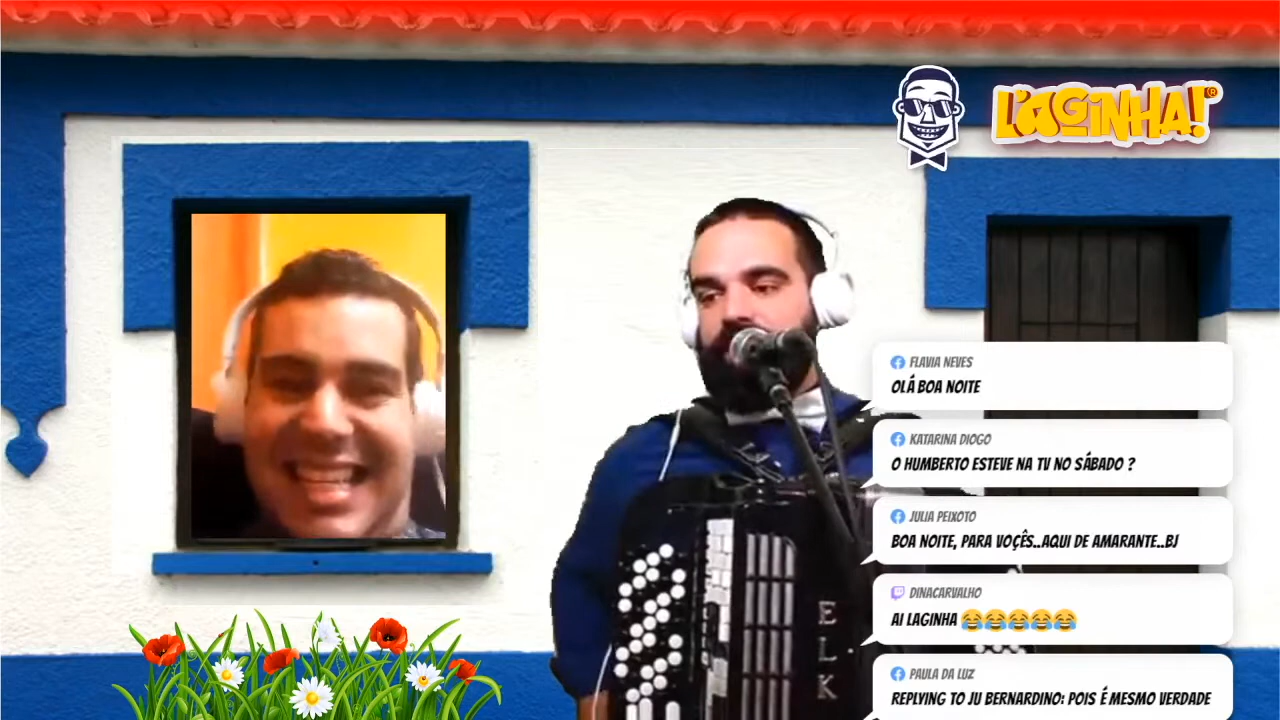 L'AGINHA!®
FLAVIA NEVES
OLÁ BOA NOITE
KATARINA DIOGO
O HUMBERTO ESTEVE NA TV NO SÁBADO ?
JULIA PEIXOTO
BOA NOITE, PARA VOÇÊS..AQUI DE AMARANTE..BJ
DINACARVALHO
AI LAGINHA 😂😂😂😂😂
PAULA DA LUZ
REPLYING TO JU BERNARDINO: POIS É MESMO VERDADE
ELK